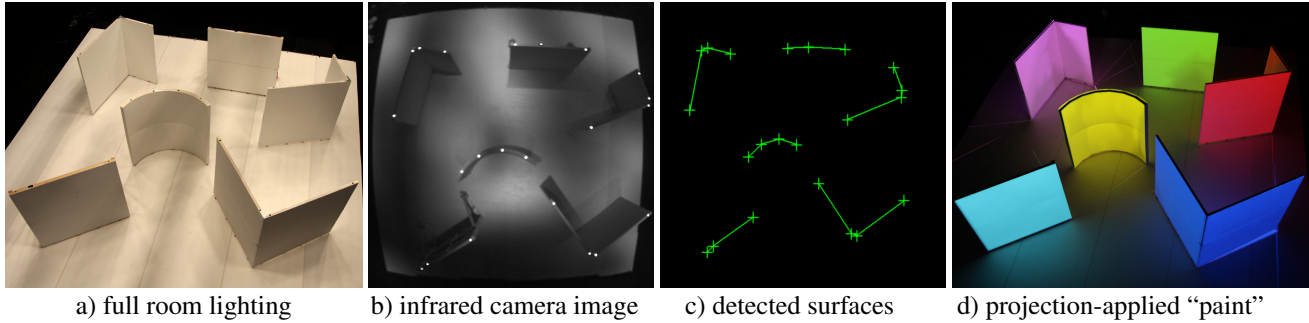 a) full room lighting
b) infrared camera image
c) detected surfaces
d) projection-applied “paint”